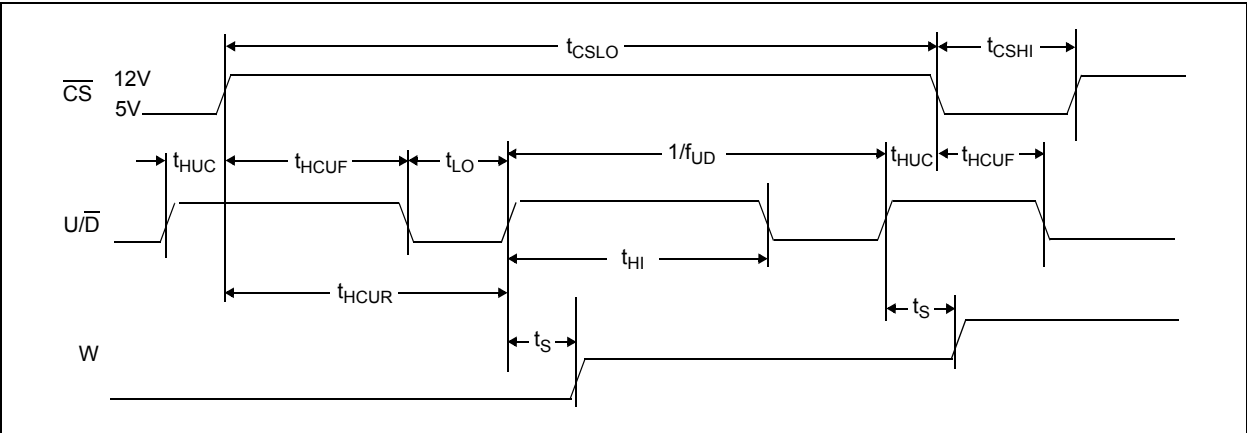 tCSLO
tCSHI
CS
12V
5V
tHUC
tHCUF
tLO
1/fUD
tHUC
tHCUF
U/D
tHI
tHCUR
tS
tS
W